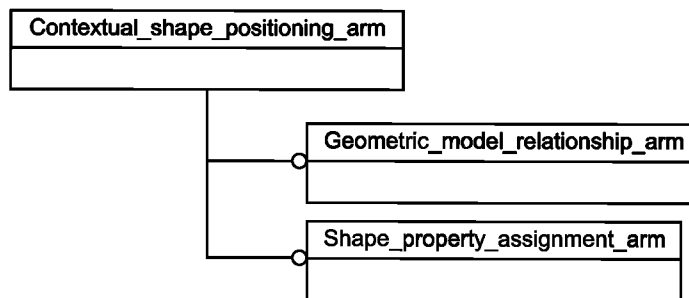 Contextual_shape_positioning_arm
Geometric_model_relationship_arm
Shape_property_assignment_arm